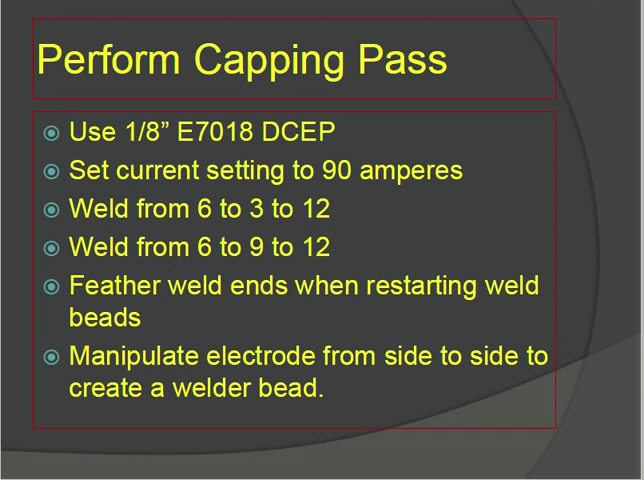 Perform Capping Pass
Use 1/8” E7018 DCEP
Set current setting to 90 amperes
Weld from 6 to 3 to 12
Weld from 6 to 9 to 12
Feather weld ends when restarting weld
beads
Manipulate electrode from side to side to
create a welder bead.